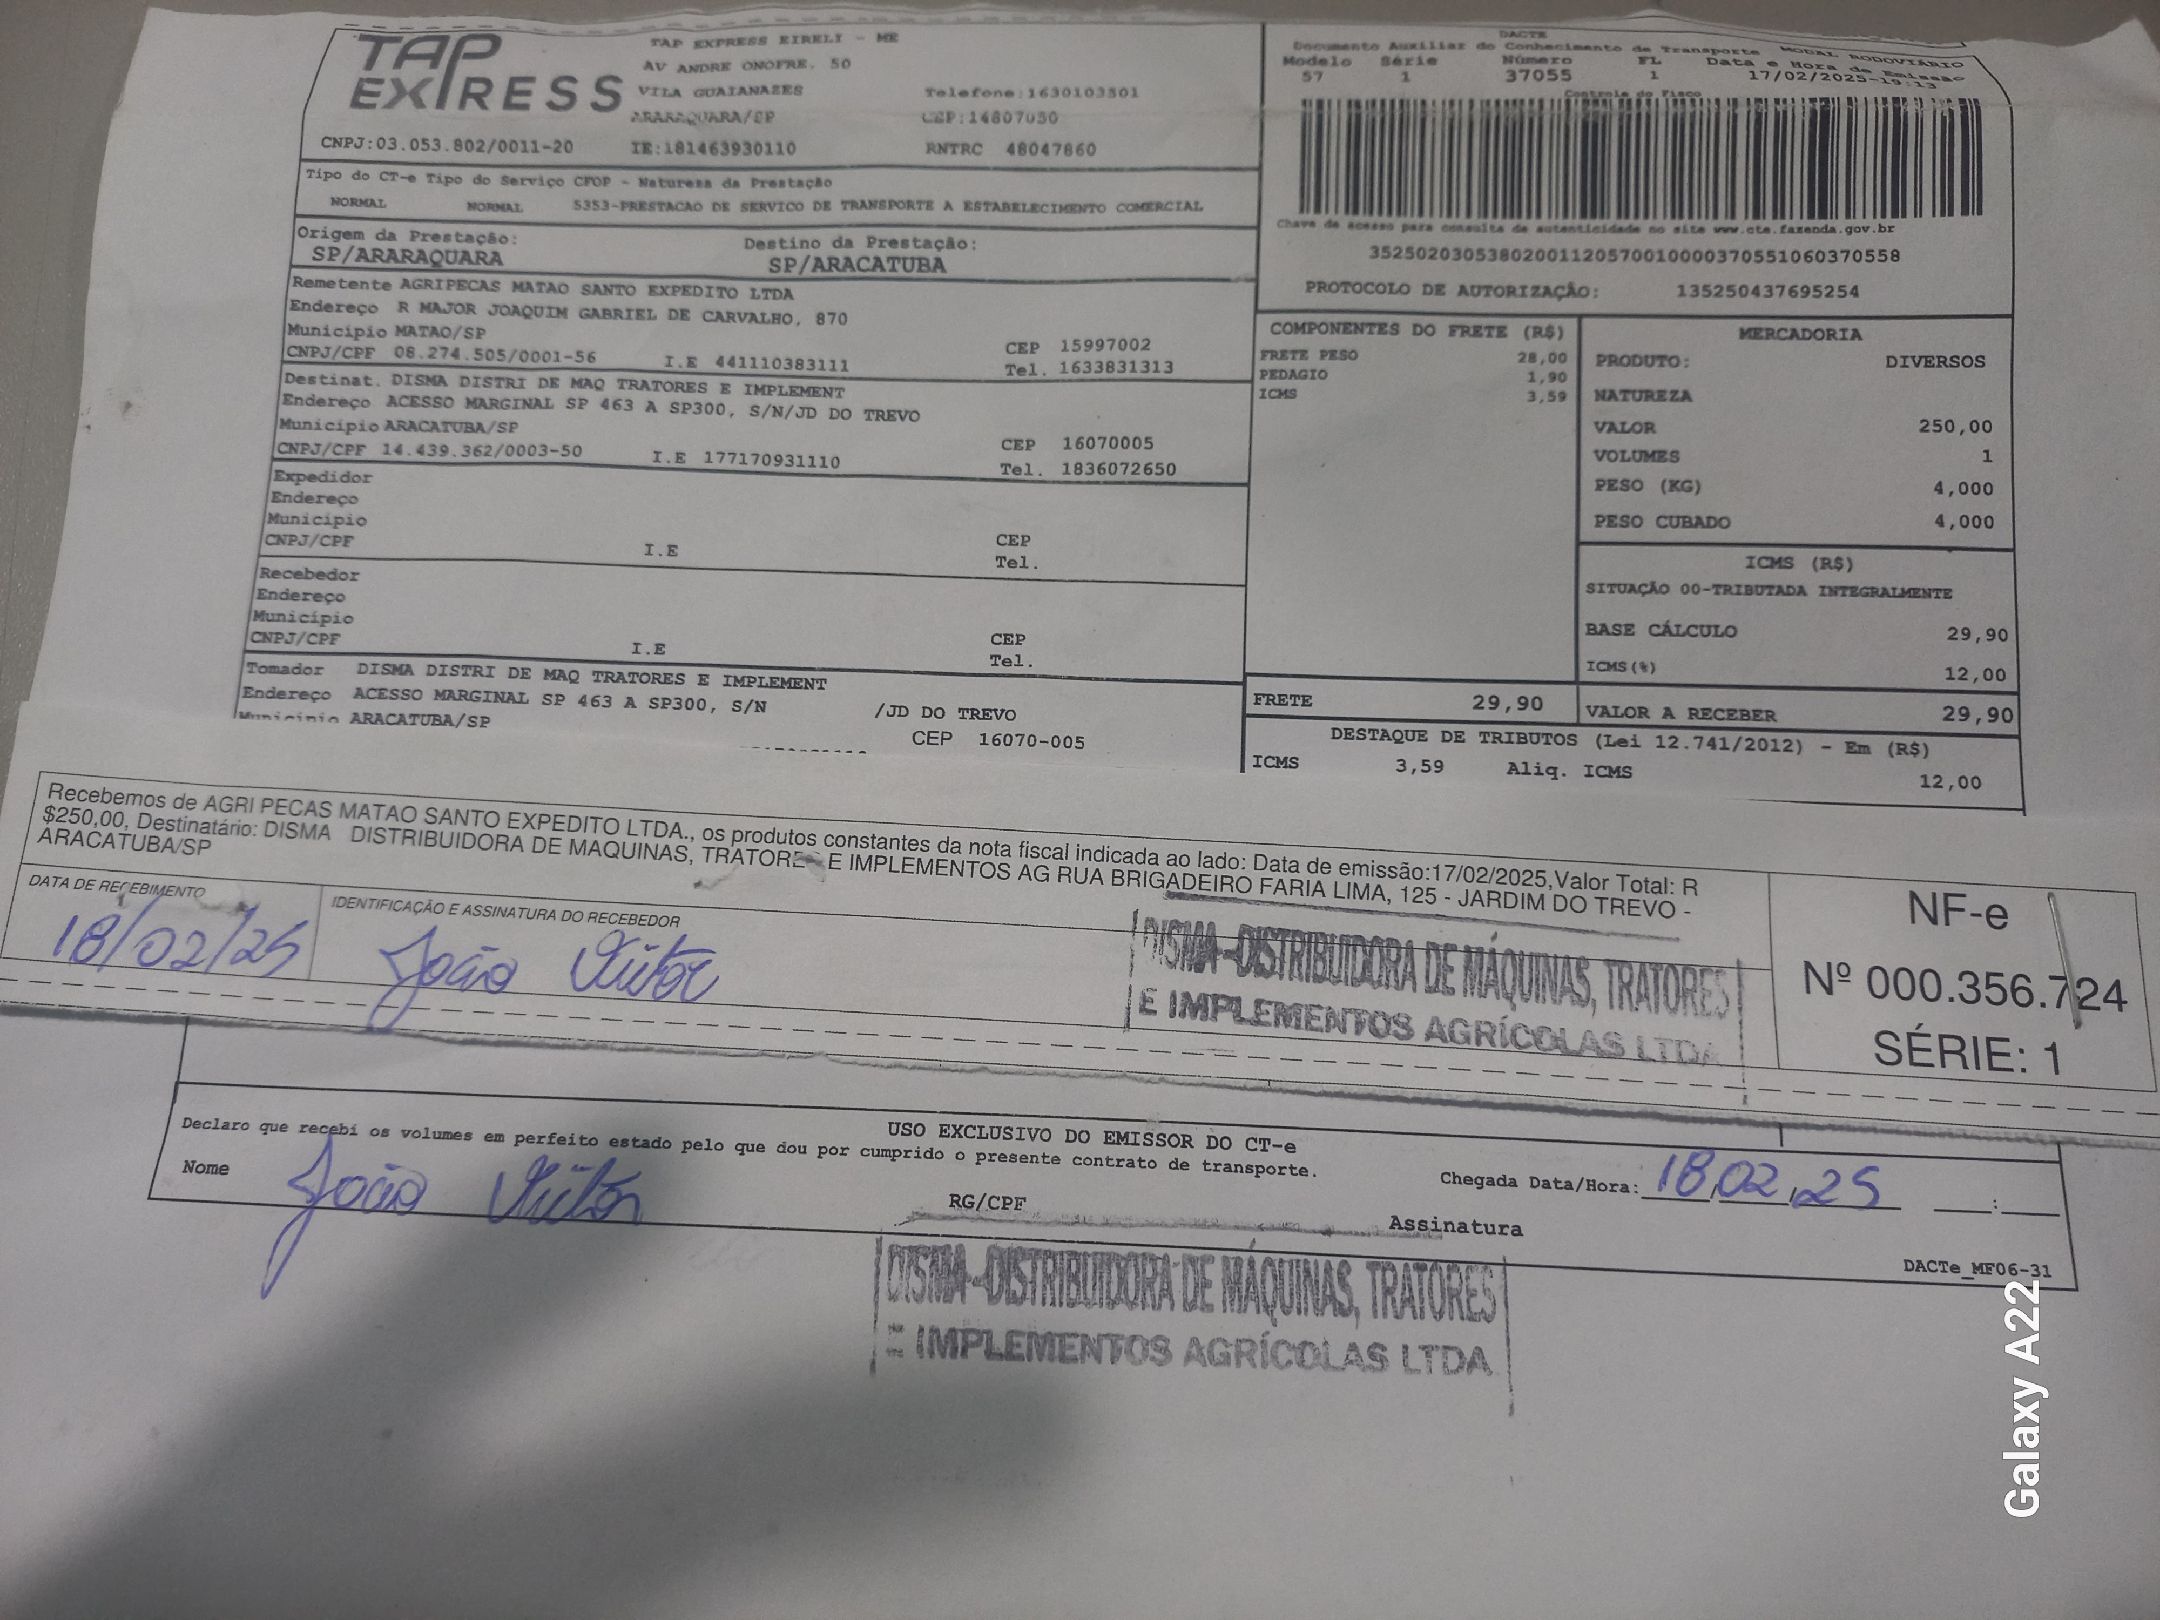 TAP EXPRESS
TAP EXPRESS EIRELI - ME
AV ANDRE ONOFRE. 50
VILA GUAIANAZES Telefone:1630103501
ARARAQUARA/SP CEP:14807050
CNPJ:03.053.802/0011-20 IE:181463930110 RNTRC 48047860
DACTE
Documento Auxiliar do Conhecimento de Transporte MODAL RODOVIÁRIO
Modelo Série Número FL Data e Hora de Emissão
57 1 37055 1 17/02/2025-19:13
Controle do Fisco
Chave de acesso para consulta de autenticidade no site www.cte.fazenda.gov.br
35250203053802001120570010000370551060370558
PROTOCOLO DE AUTORIZAÇÃO: 135250437695254
Tipo do CT-e Tipo do Serviço CFOP - Natureza da Prestação
NORMAL NORMAL 5353-PRESTACAO DE SERVICO DE TRANSPORTE A ESTABELECIMENTO COMERCIAL
Origem da Prestação: Destino da Prestação:
SP/ARARAQUARA SP/ARACATUBA
Remetente AGRIPECAS MATAO SANTO EXPEDITO LTDA
Endereço R MAJOR JOAQUIM GABRIEL DE CARVALHO, 870
Município MATAO/SP CEP 15997002
CNPJ/CPF 08.274.505/0001-56 I.E 441110383111 Tel. 1633831313
Destinat. DISMA DISTRI DE MAQ TRATORES E IMPLEMENT
Endereço ACESSO MARGINAL SP 463 A SP300, S/N/JD DO TREVO
Município ARACATUBA/SP CEP 16070005
CNPJ/CPF 14.439.362/0003-50 I.E 177170931110 Tel. 1836072650
Expedidor
Endereço
Município CEP
CNPJ/CPF I.E Tel.
Recebedor
Endereço
Município CEP
CNPJ/CPF I.E Tel.
Tomador DISMA DISTRI DE MAQ TRATORES E IMPLEMENT
Endereço ACESSO MARGINAL SP 463 A SP300, S/N /JD DO TREVO
Município ARACATUBA/SP CEP 16070-005
COMPONENTES DO FRETE (R$)
FRETE PESO 28,00
PEDAGIO 1,90
ICMS 3,59
MERCADORIA
PRODUTO: DIVERSOS
NATUREZA
VALOR 250,00
VOLUMES 1
PESO (KG) 4,000
PESO CUBADO 4,000
ICMS (R$)
SITUAÇÃO 00-TRIBUTADA INTEGRALMENTE
BASE CÁLCULO 29,90
ICMS(%) 12,00
FRETE 29,90 VALOR A RECEBER 29,90
DESTAQUE DE TRIBUTOS (Lei 12.741/2012) - Em (R$)
ICMS 3,59 Aliq. ICMS 12,00
Recebemos de AGRI PECAS MATAO SANTO EXPEDITO LTDA., os produtos constantes da nota fiscal indicada ao lado: Data de emissão:17/02/2025,Valor Total: R
$250,00, Destinatário: DISMA DISTRIBUIDORA DE MAQUINAS, TRATORES E IMPLEMENTOS AG RUA BRIGADEIRO FARIA LIMA, 125 - JARDIM DO TREVO -
ARACATUBA/SP
DATA DE RECEBIMENTO IDENTIFICAÇÃO E ASSINATURA DO RECEBEDOR
18/02/25 João Vitor
DISMA-DISTRIBUIDORA DE MÁQUINAS, TRATORES
E IMPLEMENTOS AGRÍCOLAS LTDA
NF-e
Nº 000.356.724
SÉRIE: 1
USO EXCLUSIVO DO EMISSOR DO CT-e
Declaro que recebi os volumes em perfeito estado pelo que dou por cumprido o presente contrato de transporte.
Nome João Vitor RG/CPF Assinatura Chegada Data/Hora: 18,02,25 :
DACTe_MF06-31
DISMA-DISTRIBUIDORA DE MÁQUINAS, TRATORES
E IMPLEMENTOS AGRÍCOLAS LTDA
Galaxy A22